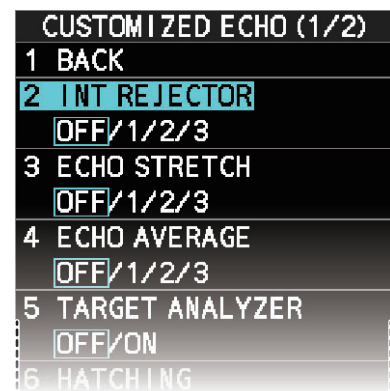 CUSTOMIZED ECHO (1/2)
1 BACK
2 INT REJECTOR
OFF/1/2/3
3 ECHO STRETCH
OFF/1/2/3
4 ECHO AVERAGE
OFF/1/2/3
5 TARGET ANALYZER
OFF/ON
6 HATCHING